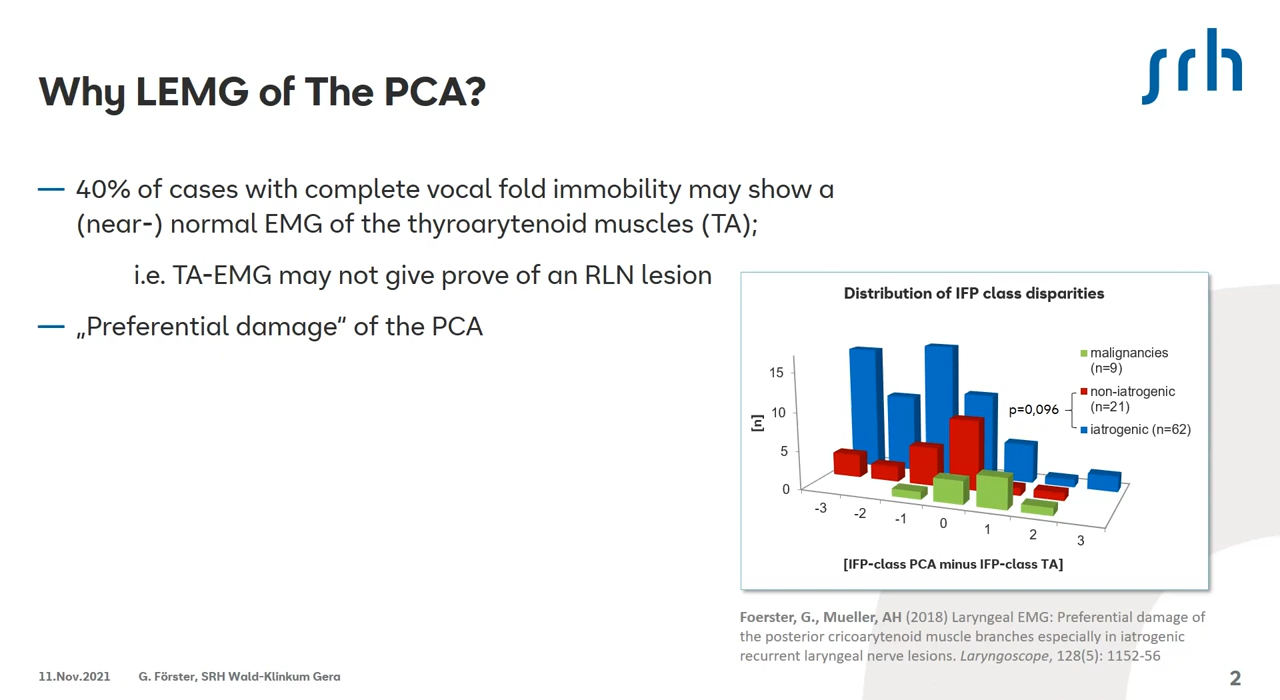 srh
Why LEMG of The PCA?
— 40% of cases with complete vocal fold immobility may show a
(near-) normal EMG of the thyroarytenoid muscles (TA);
i.e. TA-EMG may not give prove of an RLN lesion
— „Preferential damage“ of the PCA
Distribution of IFP class disparities
malignancies
(n=9)
non-iatrogenic
(n=21)
iatrogenic (n=62)
p=0,096
[n]
15
10
5
0
-3 -2 -1 0 1 2 3
[IFP-class PCA minus IFP-class TA]
Foerster, G., Mueller, AH (2018) Laryngeal EMG: Preferential damage of
the posterior cricoarytenoid muscle branches especially in iatrogenic
recurrent laryngeal nerve lesions. Laryngoscope, 128(5): 1152-56
11.Nov.2021 G. Förster, SRH Wald-Klinkum Gera
2